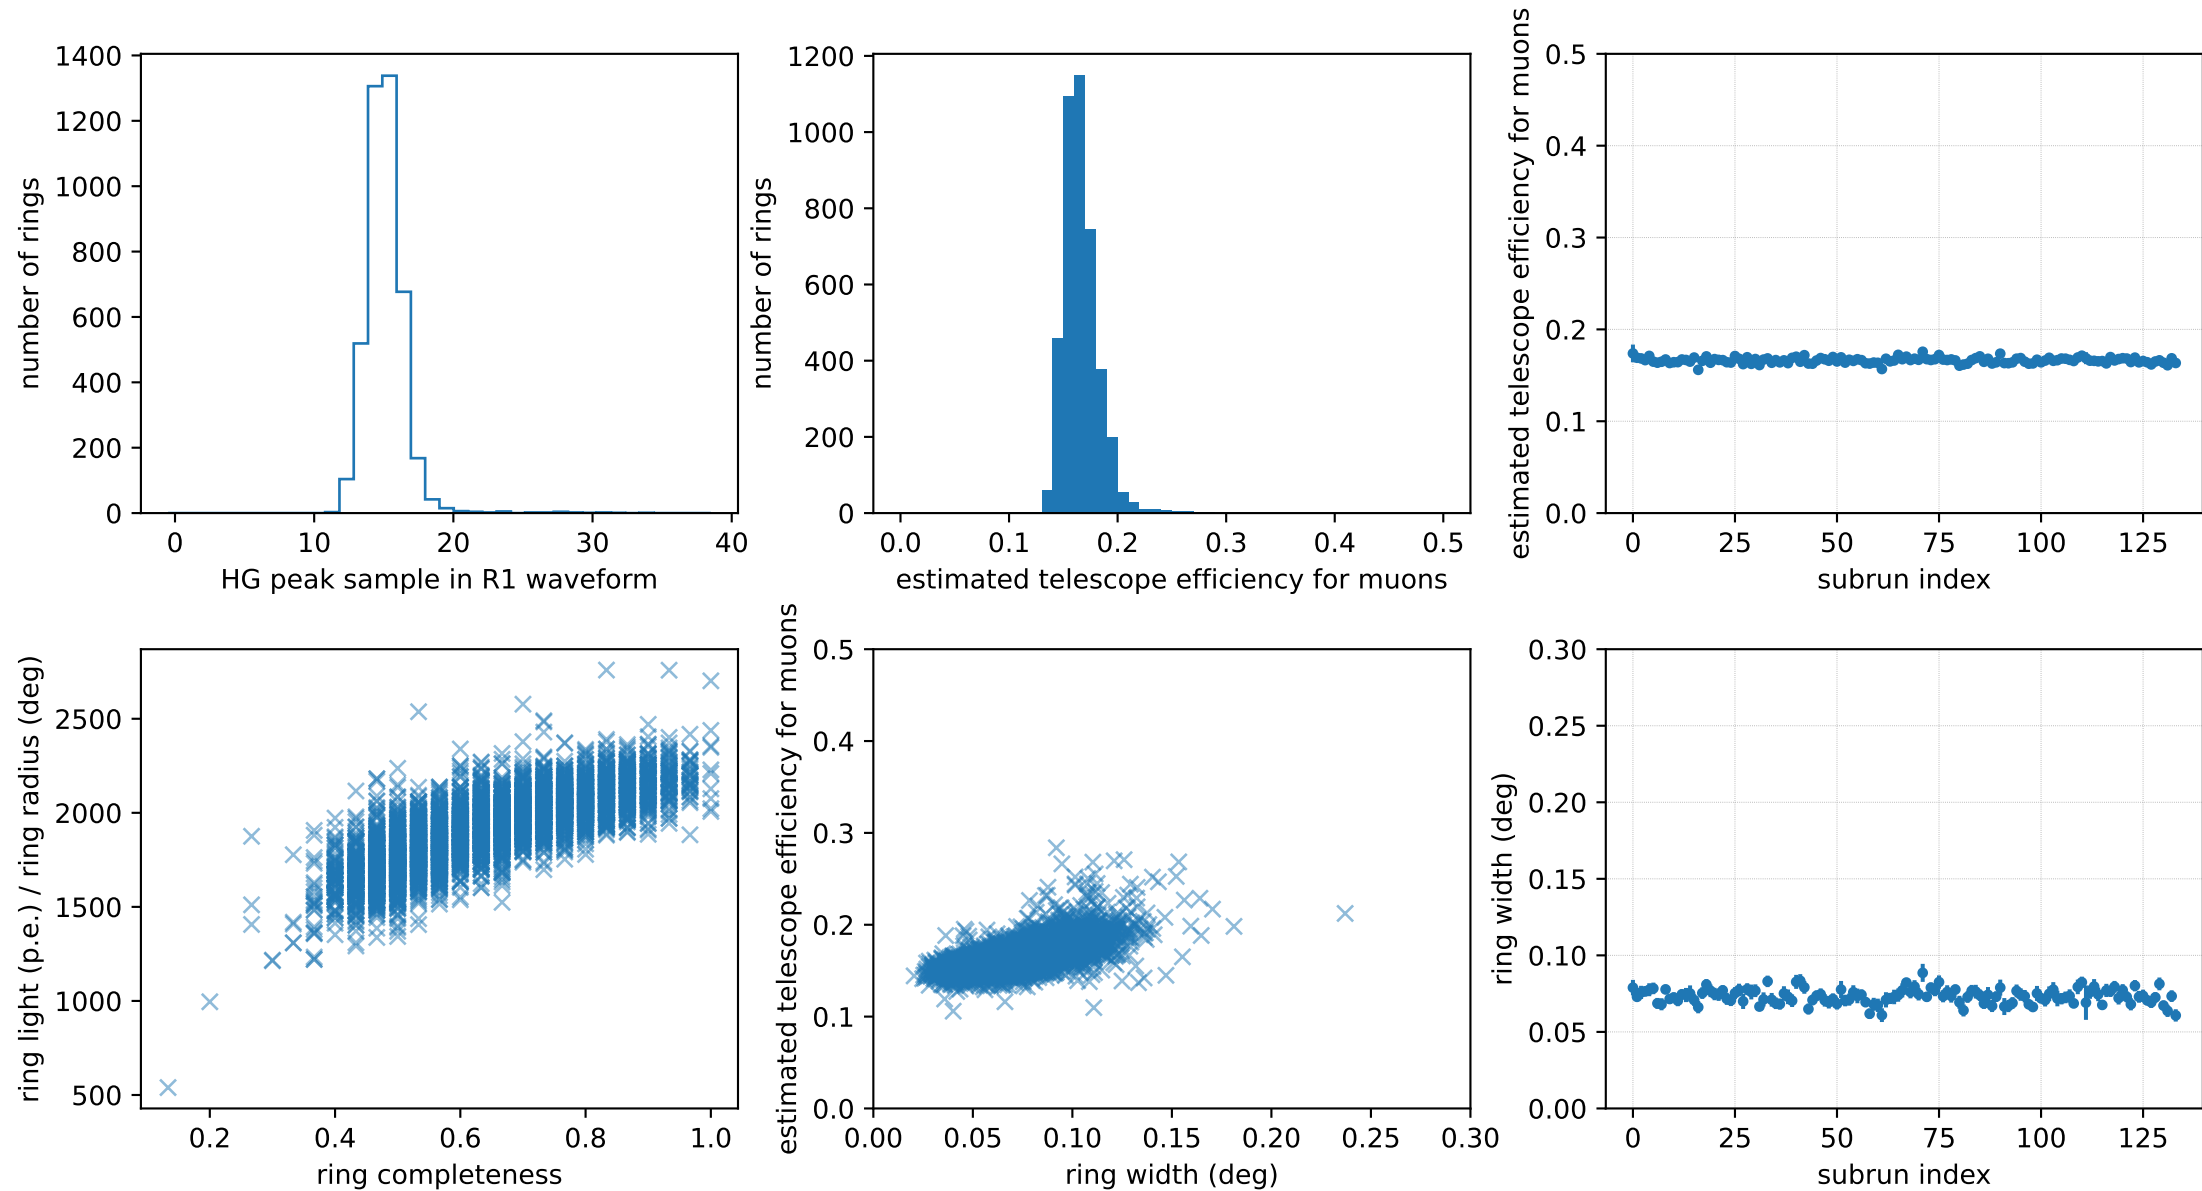 1400
1200
1000
800
600
400
200
0
number of rings
0 10 20 30 40
HG peak sample in R1 waveform
1200
1000
800
600
400
200
0
number of rings
0.0 0.1 0.2 0.3 0.4 0.5
estimated telescope efficiency for muons
0.5
0.4
0.3
0.2
0.1
0.0
estimated telescope efficiency for muons
0 25 50 75 100 125
subrun index
2500
2000
1500
1000
500
ring light (p.e.) / ring radius (deg)
0.2 0.4 0.6 0.8 1.0
ring completeness
0.5
0.4
0.3
0.2
0.1
0.0
estimated telescope efficiency for muons
0.00 0.05 0.10 0.15 0.20 0.25 0.30
ring width (deg)
0.30
0.25
0.20
0.15
0.10
0.05
0.00
ring width (deg)
0 25 50 75 100 125
subrun index